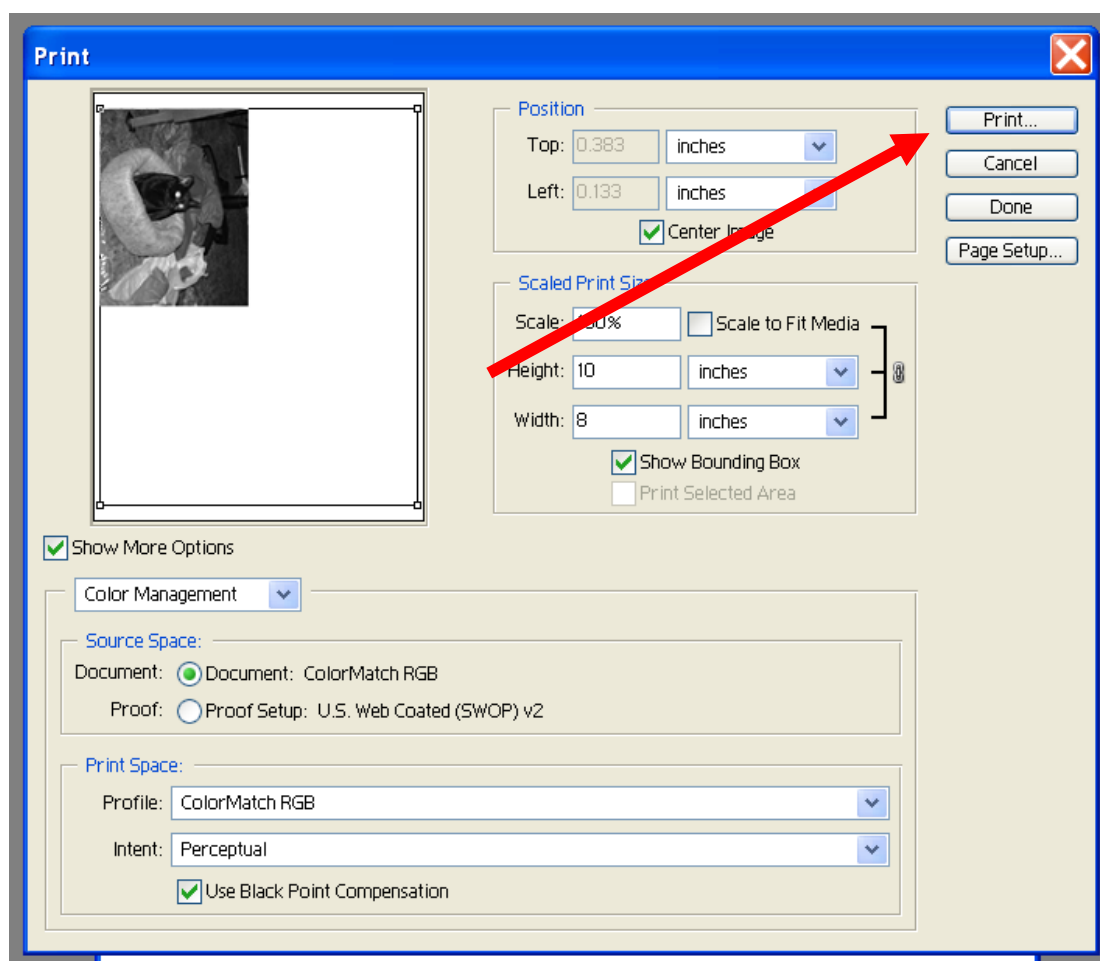 Print
Position
Top: 0.383 inches
Left: 0.133 inches
Center Image
Print...
Cancel
Done
Page Setup...
Scaled Print Size
Scale: 100% Scale to Fit Media
Height: 10 inches
Width: 8 inches
Show Bounding Box
Print Selected Area
Show More Options
Color Management
Source Space:
Document: Document: ColorMatch RGB
Proof: Proof Setup: U.S. Web Coated (SWOP) v2
Print Space:
Profile: ColorMatch RGB
Intent: Perceptual
Use Black Point Compensation